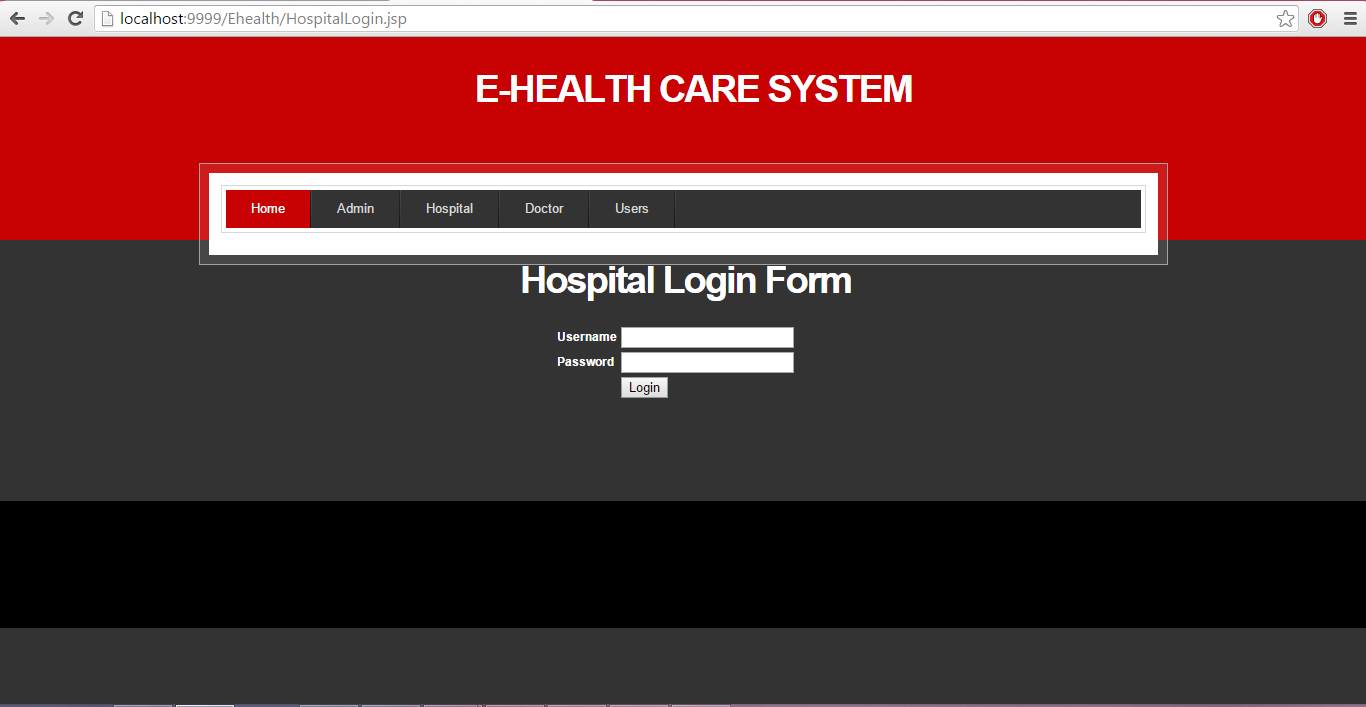 localhost:9999/Ehealth/HospitalLogin.jsp
E-HEALTH CARE SYSTEM
Home Admin Hospital Doctor Users
Hospital Login Form
Username
Password
Login